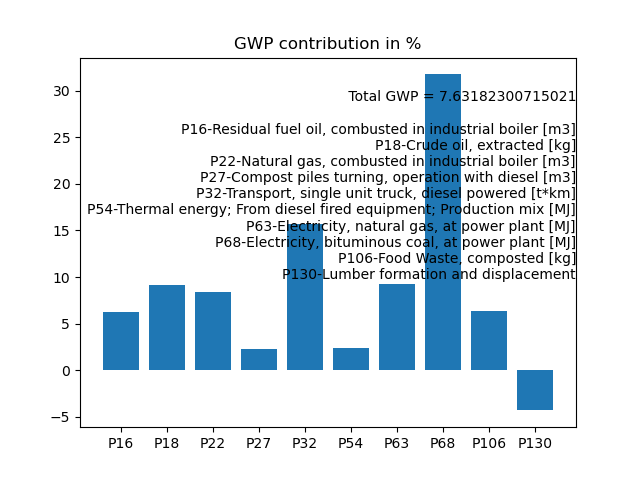 GWP contribution in %
Total GWP = 7.63182300715021
P16-Residual fuel oil, combusted in industrial boiler [m3]
P18-Crude oil, extracted [kg]
P22-Natural gas, combusted in industrial boiler [m3]
P27-Compost piles turning, operation with diesel [m3]
P32-Transport, single unit truck, diesel powered [t*km]
P54-Thermal energy; From diesel fired equipment; Production mix [MJ]
P63-Electricity, natural gas, at power plant [MJ]
P68-Electricity, bituminous coal, at power plant [MJ]
P106-Food Waste, composted [kg]
P130-Lumber formation and displacement
30
25
20
15
10
5
0
−5
P16 P18 P22 P27 P32 P54 P63 P68 P106 P130